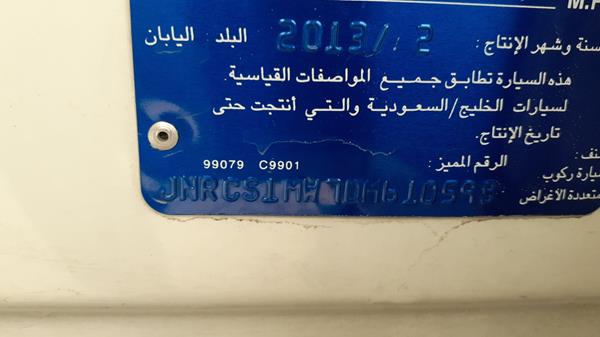 M.F
سنة وشهر الإنتاج: 2013/ 2 البلد اليابان
هذه السيارة تطابق جميع المواصفات القياسية
لسيارات الخليج/السعودية والتي أنتجت حتى
تاريخ الإنتاج.
الرقم المميز: 99079 C9901
سيارة ركوب
متعددة الأغراض